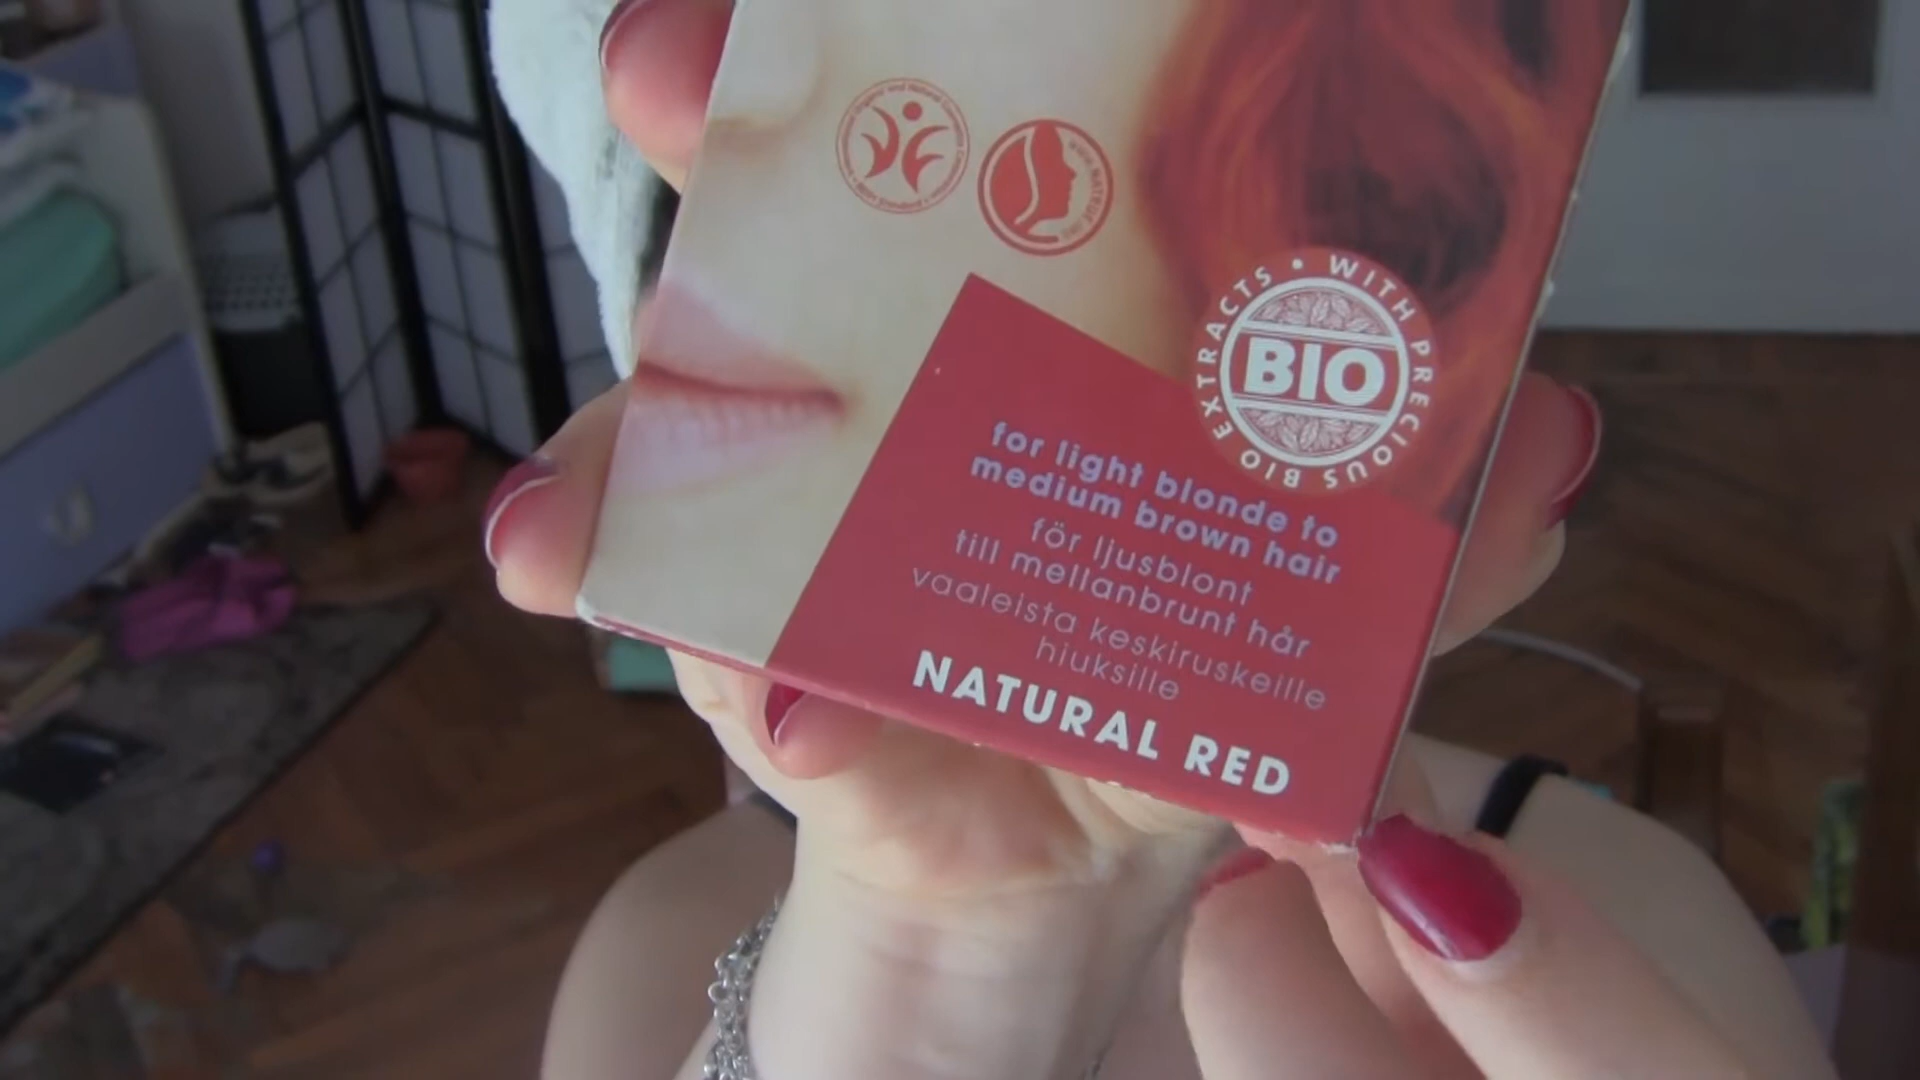 WITH PRECIOUS BIO EXTRACTS •
BIO
for light blonde to
medium brown hair
för ljusblont
till mellanbrunt hår
vaaleista keskiruskeille
hiuksille
NATURAL RED